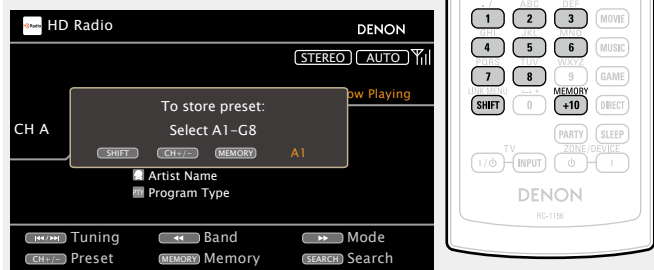 HD Radio
DENON
STEREO AUTO
ow Playing
To store preset:
CH A
Select A1–G8
SHIFT CH+/– MEMORY A1
Artist Name
PTY Program Type
Tuning Band Mode
CH+/– Preset MEMORY Memory SEARCH Search
. / ABC DEF
1 2 3 MOVIE
GHI JKL MNO
4 5 6 MUSIC
PQRS TUV WXYZ
7 8 9 GAME
LINK MENU MEMORY
SHIFT 0 +10 DIRECT
PARTY SLEEP
TV ZONE/DEVICE
INPUT
DENON
RC-1156